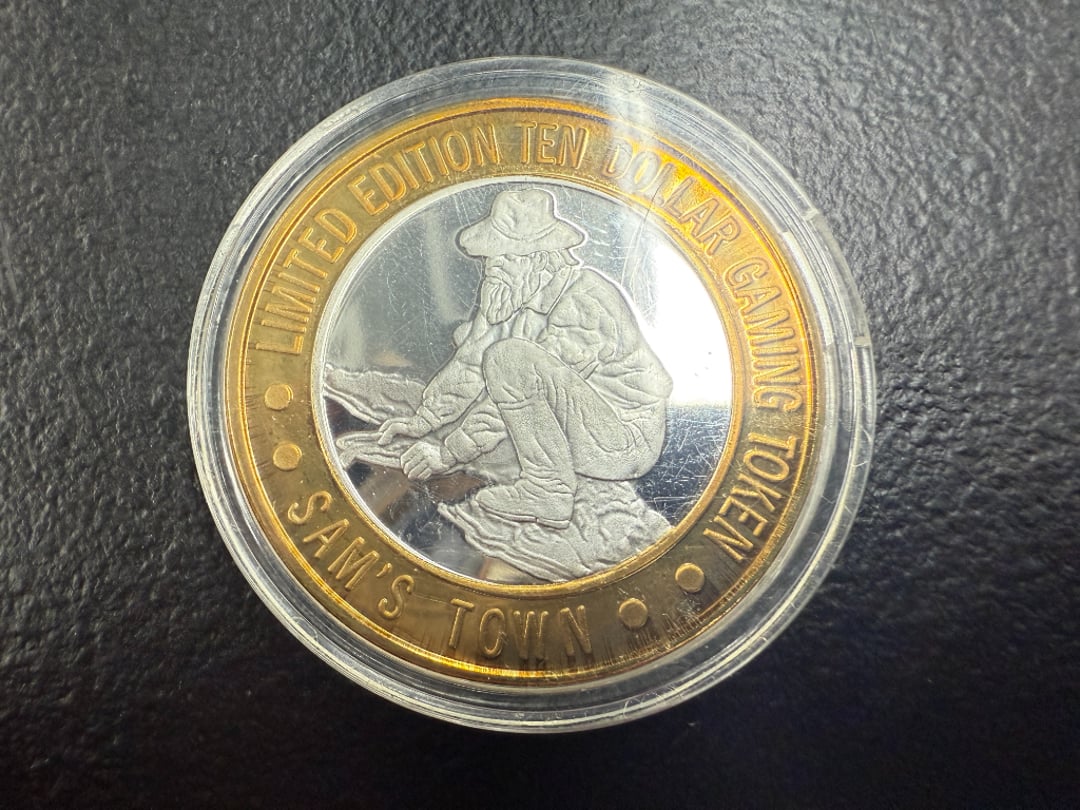 LIMITED EDITION TEN DOLLAR GAMING TOKEN
SAM'S TOWN